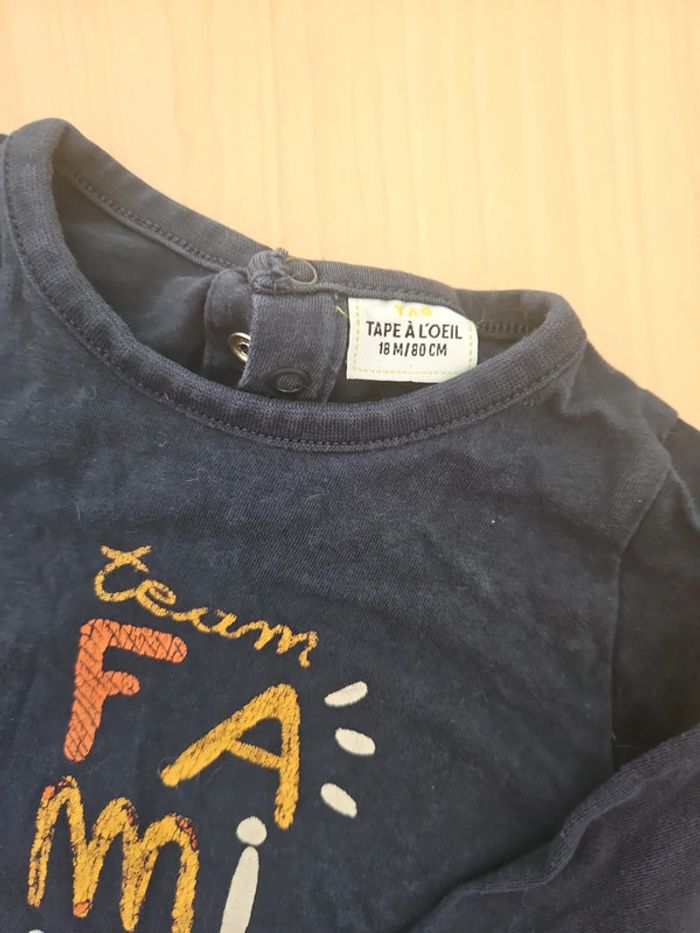 TAO
TAPE À L'OEIL
18 M/80 CM
team
FA
mi